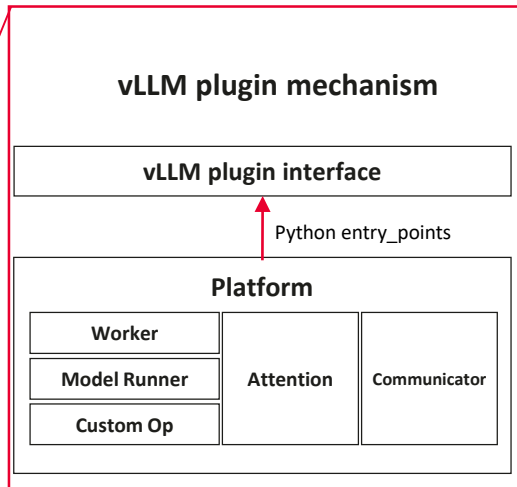 vLLM plugin mechanism
vLLM plugin interface
Python entry_points
Platform
Worker
Model Runner
Custom Op
Attention
Communicator